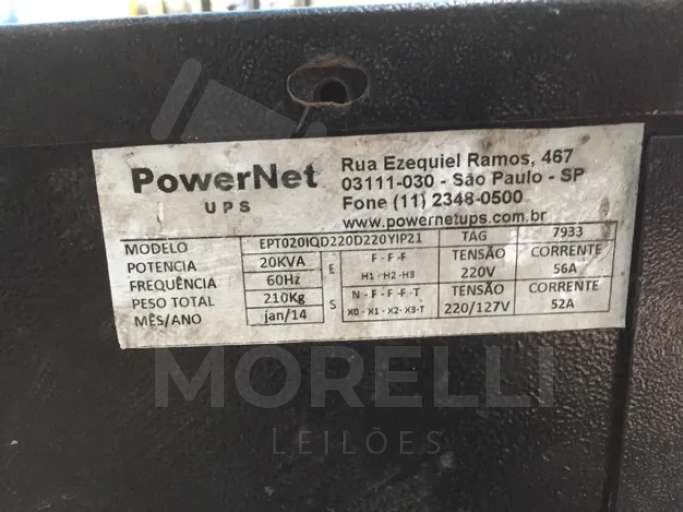 PowerNet
UPS
Rua Ezequiel Ramos, 467
03111-030 - São Paulo - SP
Fone (11) 2348-0500
www.powernetups.com.br
MODELO EPT020IQD220D220YIP21 TAG 7933
POTENCIA 20KVA E F - F - F TENSÃO CORRENTE
FREQUÊNCIA 60Hz H1 - H2 - H3 220V 56A
PESO TOTAL 210Kg S N - F - F - F - T TENSÃO CORRENTE
MÊS/ANO jan/14 X0 - X1 - X2 - X3 - T 220/127V 52A
MORELLI
LEILÕES